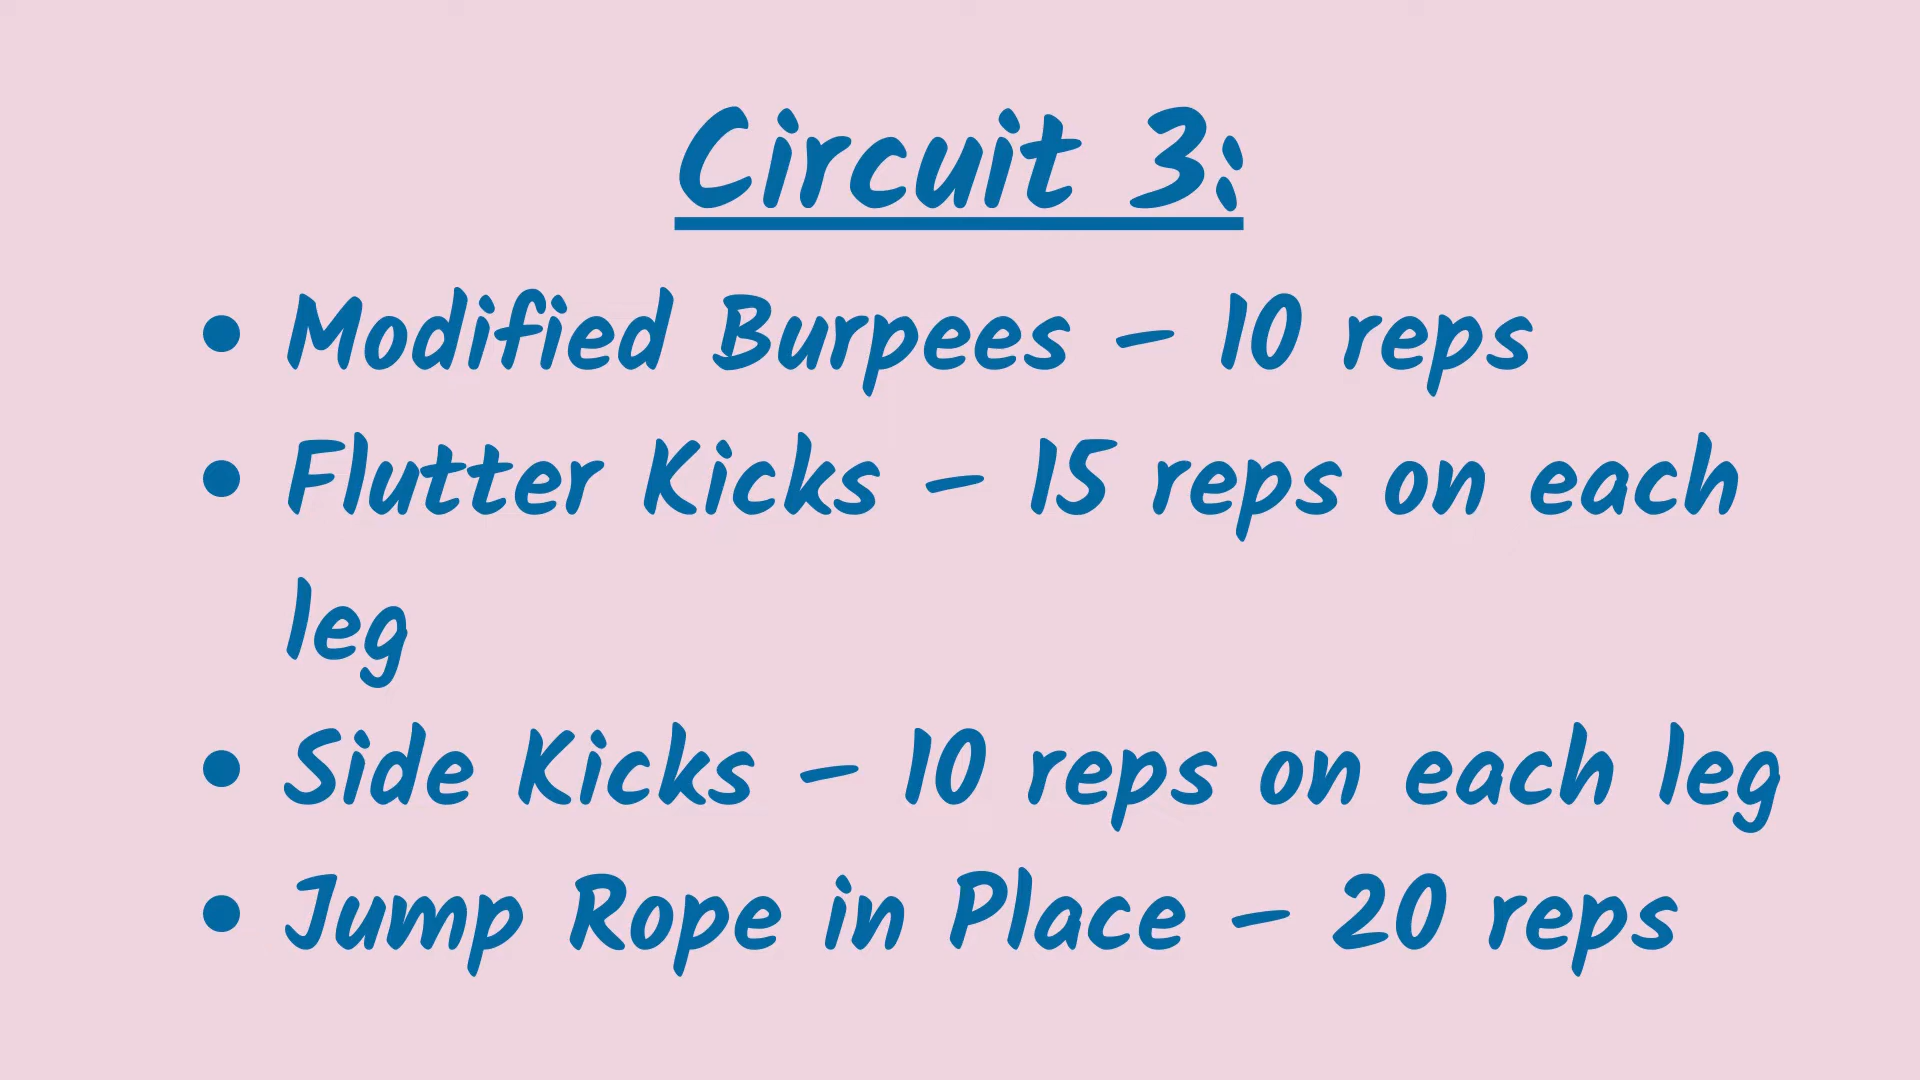 Circuit 3:
• Modified Burpees – 10 reps
• Flutter Kicks – 15 reps on each
leg
• Side Kicks – 10 reps on each leg
• Jump Rope in Place – 20 reps